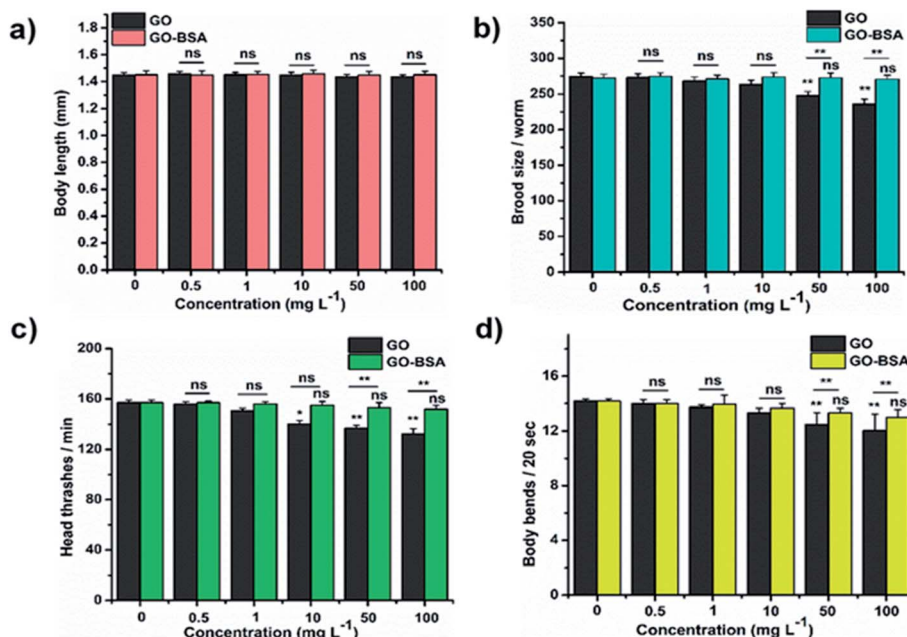 a)
GO
GO-BSA
1.8
1.6
1.4
1.2
1.0
0.8
0.6
0.4
0.2
0.0
ns ns ns ns ns
Body length (mm)
0 0.5 1 10 50 100
Concentration (mg L⁻¹)
b)
GO
GO-BSA
375
300
225
150
75
0
ns ns ns ** **
ns ns
** **
Brood size / worm
0 0.5 1 10 50 100
Concentration (mg L⁻¹)
c)
GO
GO-BSA
200
160
120
80
40
0
ns ns ns ** **
ns ns ns
* ** **
Head thrashes / min
0 0.5 1 10 50 100
Concentration (mg L⁻¹)
d)
GO
GO-BSA
16
12
8
4
0
ns ns ns ** **
** ns ** ns
Body bends / 20 sec
0 0.5 1 10 50 100
Concentration (mg L⁻¹)